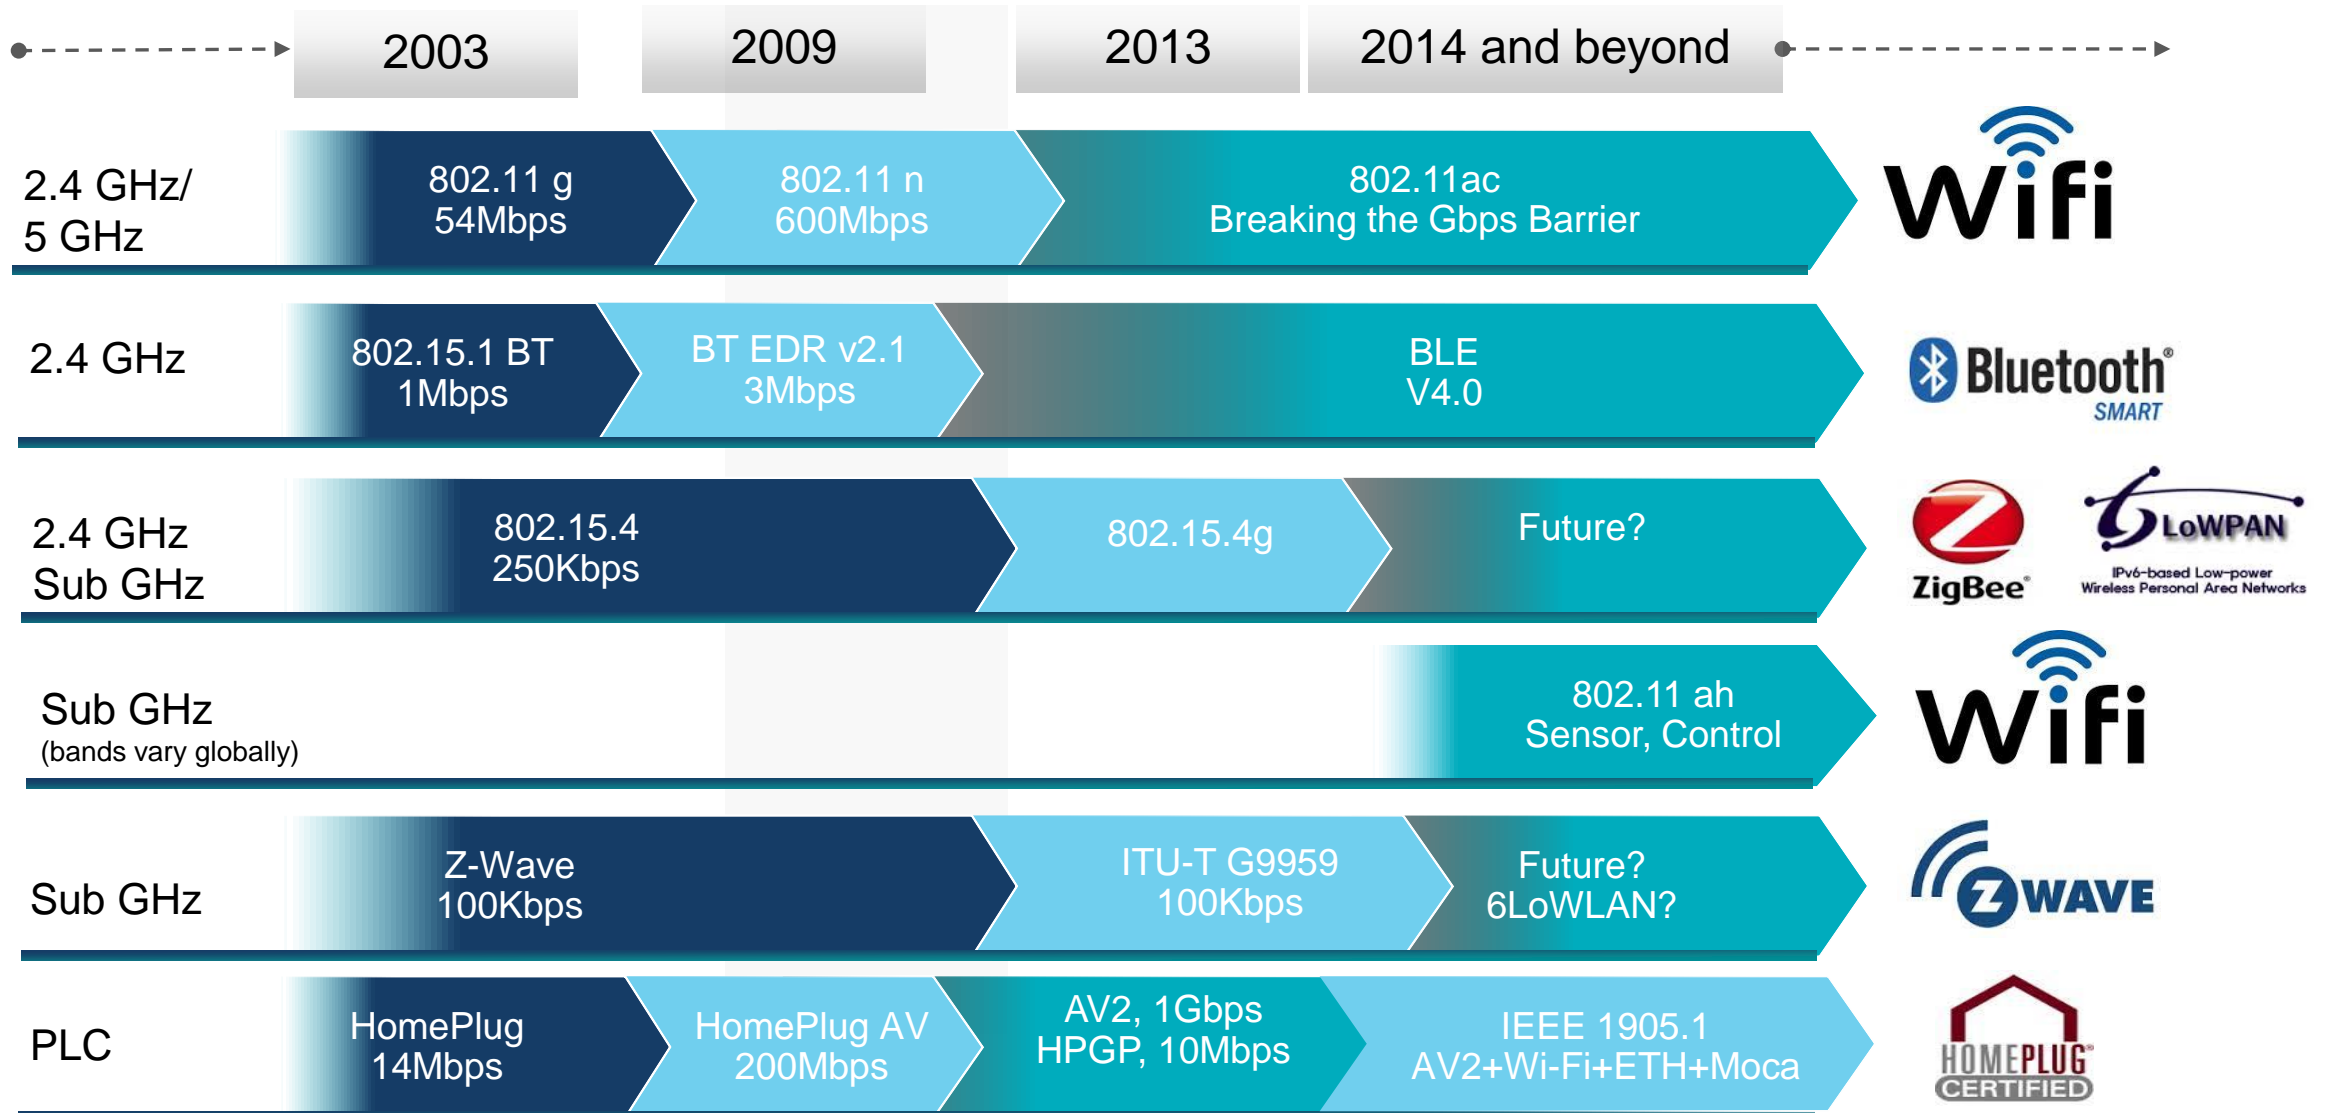 2003
2009
2013
2014 and beyond
2.4 GHz/
5 GHz
802.11 g
54Mbps
802.11 n
600Mbps
802.11ac
Breaking the Gbps Barrier
Wifi
2.4 GHz
802.15.1 BT
1Mbps
BT EDR v2.1
3Mbps
BLE
V4.0
Bluetooth®
SMART
2.4 GHz
Sub GHz
802.15.4
250Kbps
802.15.4g
Future?
ZigBee®
6LoWPAN
IPv6-based Low-power
Wireless Personal Area Networks
Sub GHz
(bands vary globally)
802.11 ah
Sensor, Control
Wifi
Sub GHz
Z-Wave
100Kbps
ITU-T G9959
100Kbps
Future?
6LoWLAN?
Z WAVE
PLC
HomePlug
14Mbps
HomePlug AV
200Mbps
AV2, 1Gbps
HPGP, 10Mbps
IEEE 1905.1
AV2+Wi-Fi+ETH+Moca
HOMEPLUG®
CERTIFIED